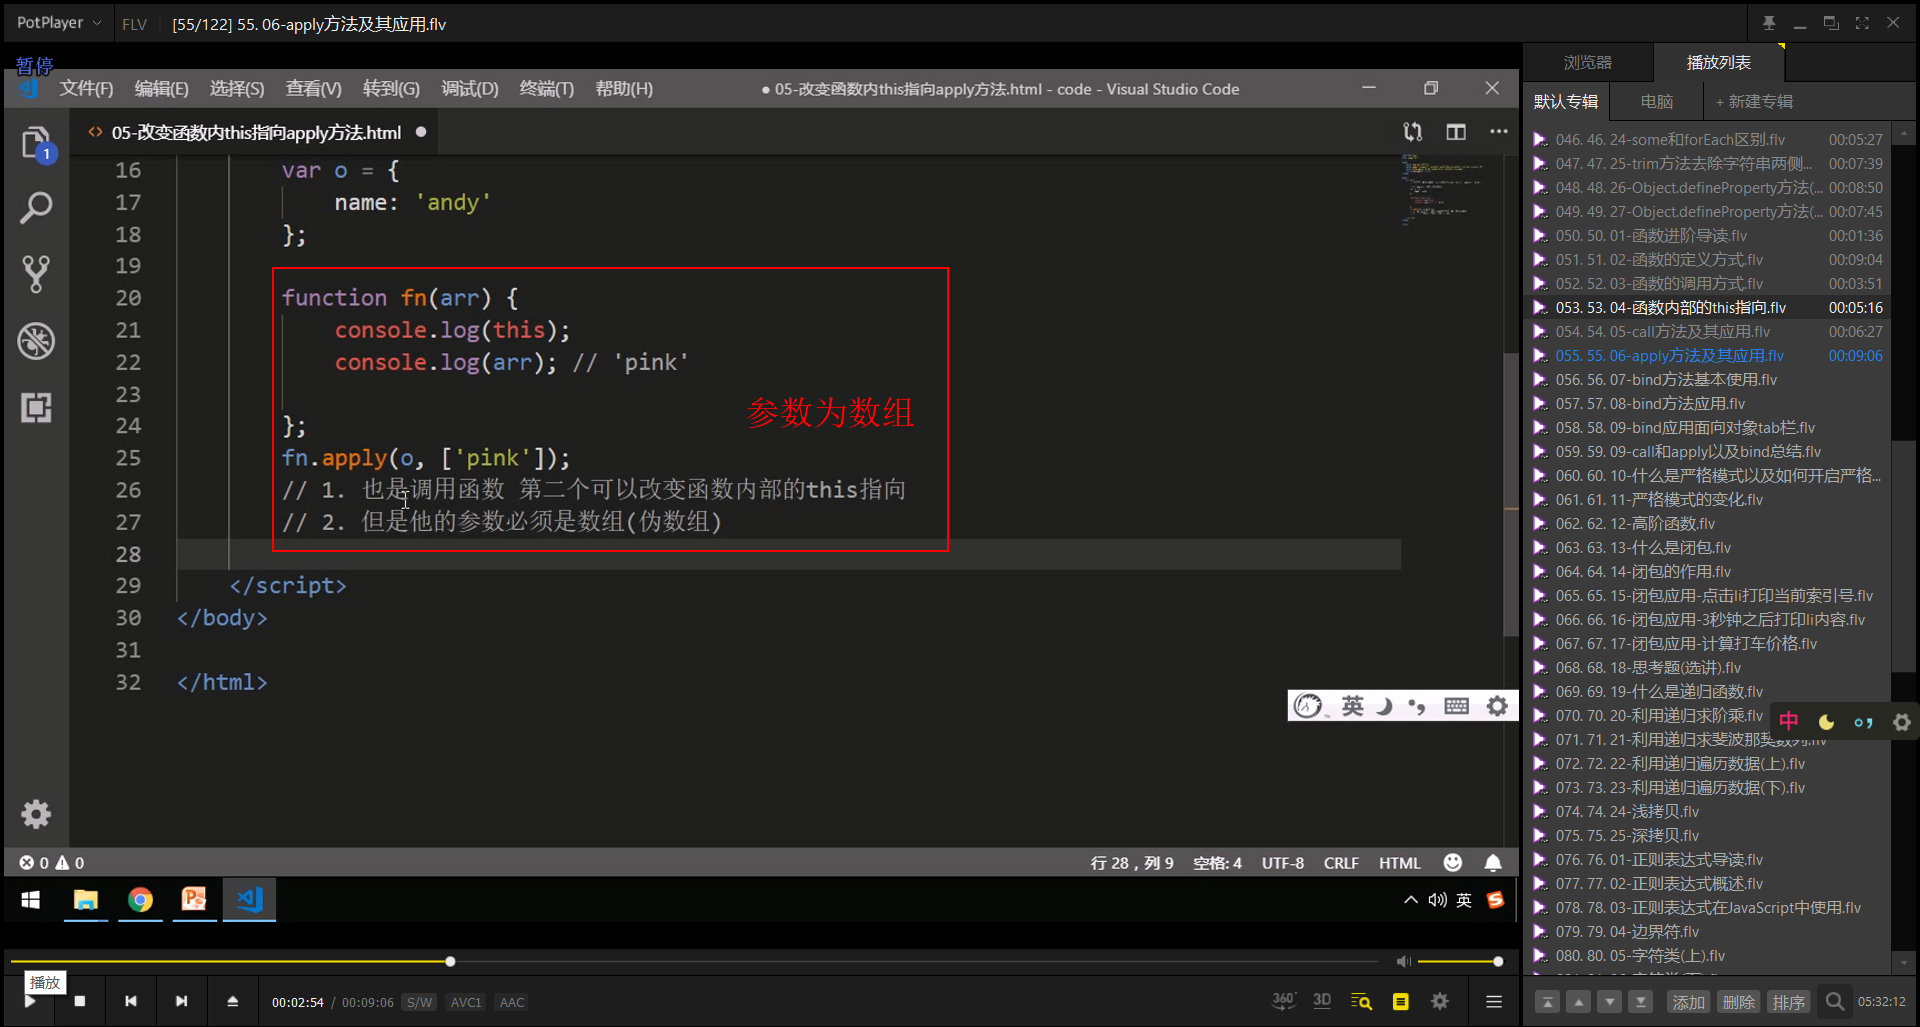 PotPlayer FLV [55/122] 55. 06-apply方法及其应用.flv
暂停
文件(F) 编辑(E) 选择(S) 查看(V) 转到(G) 调试(D) 终端(T) 帮助(H) ● 05-改变函数内this指向apply方法.html - code - Visual Studio Code
1
<> 05-改变函数内this指向apply方法.html ●
16 var o = {
17 name: 'andy'
18 };
19
20 function fn(arr) {
21 console.log(this);
22 console.log(arr); // 'pink'
23
24 };
参数为数组
25 fn.apply(o, ['pink']);
26 // 1. 也是调用函数 第二个可以改变函数内部的this指向
27 // 2. 但是他的参数必须是数组(伪数组)
28
29 </script>
30 </body>
31
32 </html>
英
0 0 行 28，列 9 空格: 4 UTF-8 CRLF HTML
英
播放
00:02:54 / 00:09:06 S/W AVC1 AAC
360° 3D
浏览器 播放列表
默认专辑 电脑 + 新建专辑
046. 46. 24-some和forEach区别.flv 00:05:27
047. 47. 25-trim方法去除字符串两侧... 00:07:39
048. 48. 26-Object.defineProperty方法(... 00:08:50
049. 49. 27-Object.defineProperty方法(... 00:07:45
050. 50. 01-函数进阶导读.flv 00:01:36
051. 51. 02-函数的定义方式.flv 00:09:04
052. 52. 03-函数的调用方式.flv 00:03:51
053. 53. 04-函数内部的this指向.flv 00:05:16
054. 54. 05-call方法及其应用.flv 00:06:27
055. 55. 06-apply方法及其应用.flv 00:09:06
056. 56. 07-bind方法基本使用.flv
057. 57. 08-bind方法应用.flv
058. 58. 09-bind应用面向对象tab栏.flv
059. 59. 09-call和apply以及bind总结.flv
060. 60. 10-什么是严格模式以及如何开启严格...
061. 61. 11-严格模式的变化.flv
062. 62. 12-高阶函数.flv
063. 63. 13-什么是闭包.flv
064. 64. 14-闭包的作用.flv
065. 65. 15-闭包应用-点击li打印当前索引号.flv
066. 66. 16-闭包应用-3秒钟之后打印li内容.flv
067. 67. 17-闭包应用-计算打车价格.flv
068. 68. 18-思考题(选讲).flv
069. 69. 19-什么是递归函数.flv
070. 70. 20-利用递归求阶乘.flv
中
071. 71. 21-利用递归求斐波那契数列.flv
072. 72. 22-利用递归遍历数据(上).flv
073. 73. 23-利用递归遍历数据(下).flv
074. 74. 24-浅拷贝.flv
075. 75. 25-深拷贝.flv
076. 76. 01-正则表达式导读.flv
077. 77. 02-正则表达式概述.flv
078. 78. 03-正则表达式在JavaScript中使用.flv
079. 79. 04-边界符.flv
080. 80. 05-字符类(上).flv
添加 删除 排序 05:32:12